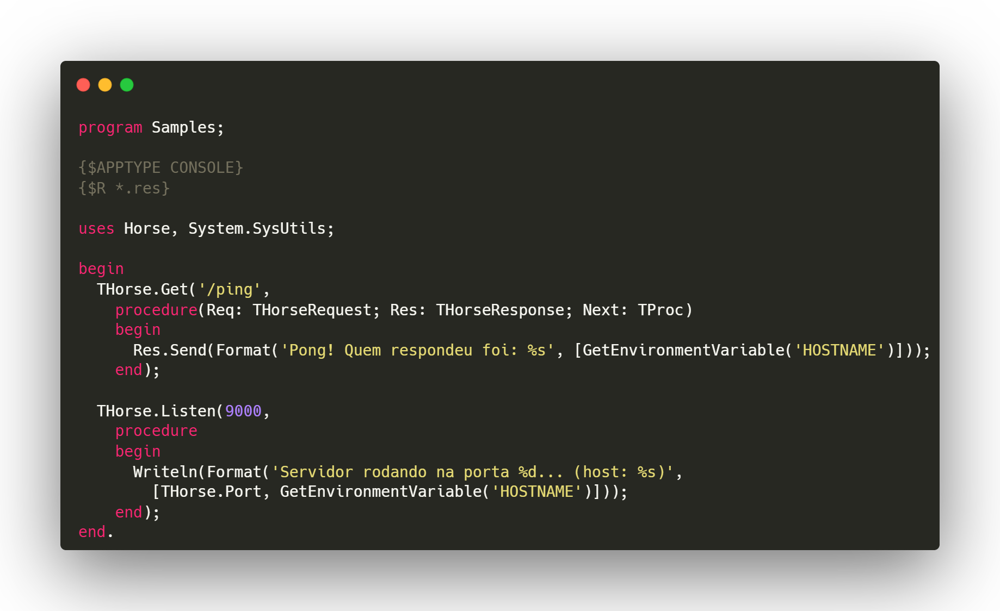 program Samples;

{$APPTYPE CONSOLE}
{$R *.res}

uses Horse, System.SysUtils;

begin
  THorse.Get('/ping',
    procedure(Req: THorseRequest; Res: THorseResponse; Next: TProc)
    begin
      Res.Send(Format('Pong! Quem respondeu foi: %s', [GetEnvironmentVariable('HOSTNAME')]));
    end);

  THorse.Listen(9000,
    procedure
    begin
      Writeln(Format('Servidor rodando na porta %d... (host: %s)',
        [THorse.Port, GetEnvironmentVariable('HOSTNAME')]));
    end);
end.